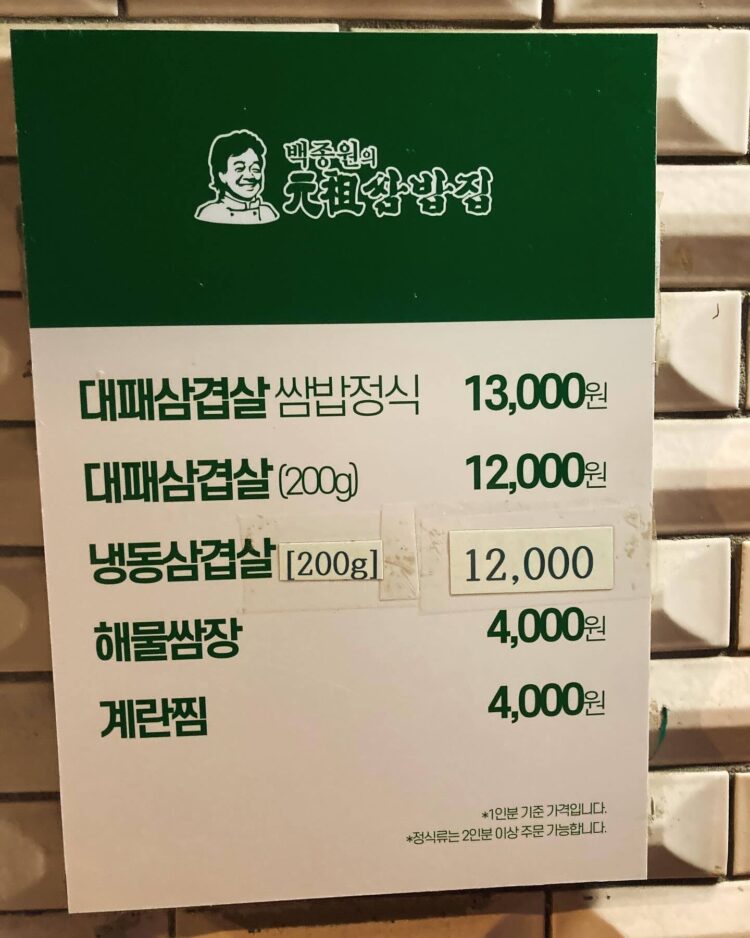 백종원의
元祖쌈밥집
대패삼겹살 쌈밥정식 13,000원
대패삼겹살 (200g) 12,000원
냉동삼겹살 [200g] 12,000
해물쌈장 4,000원
계란찜 4,000원
*1인분 기준 가격입니다.
*정식류는 2인분 이상 주문 가능합니다.